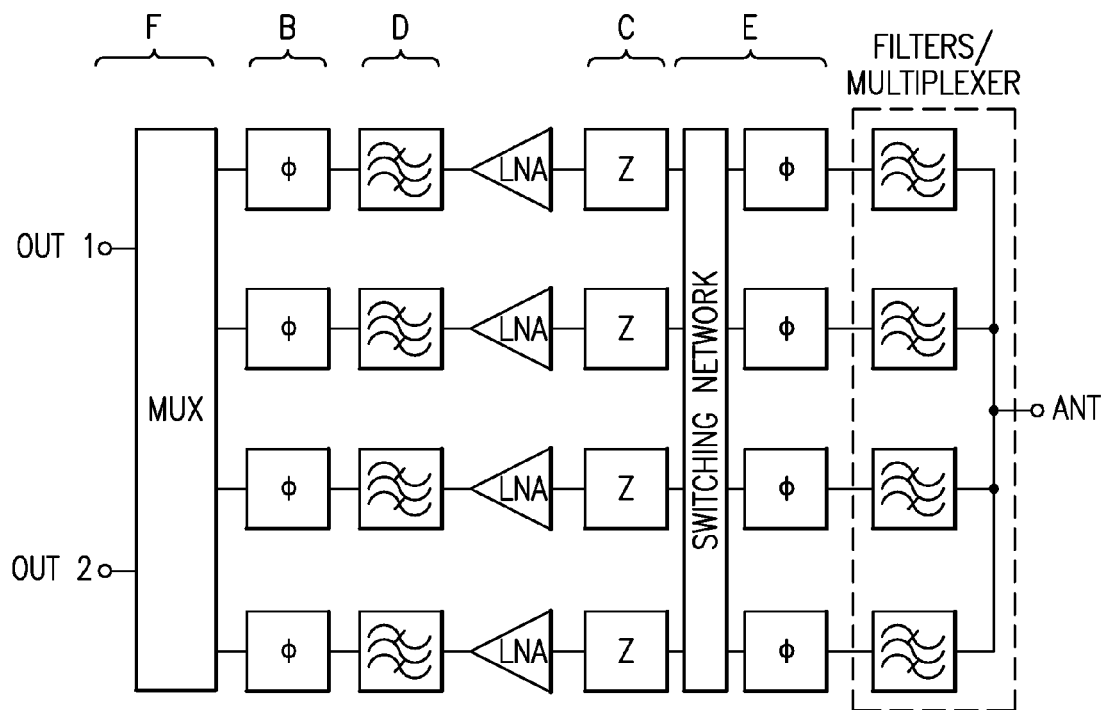 F B D C E
FILTERS/
MULTIPLEXER
ϕ LNA Z ϕ
OUT 1
ϕ LNA Z ϕ
MUX
SWITCHING NETWORK
ANT
ϕ LNA Z ϕ
OUT 2
ϕ LNA Z ϕ